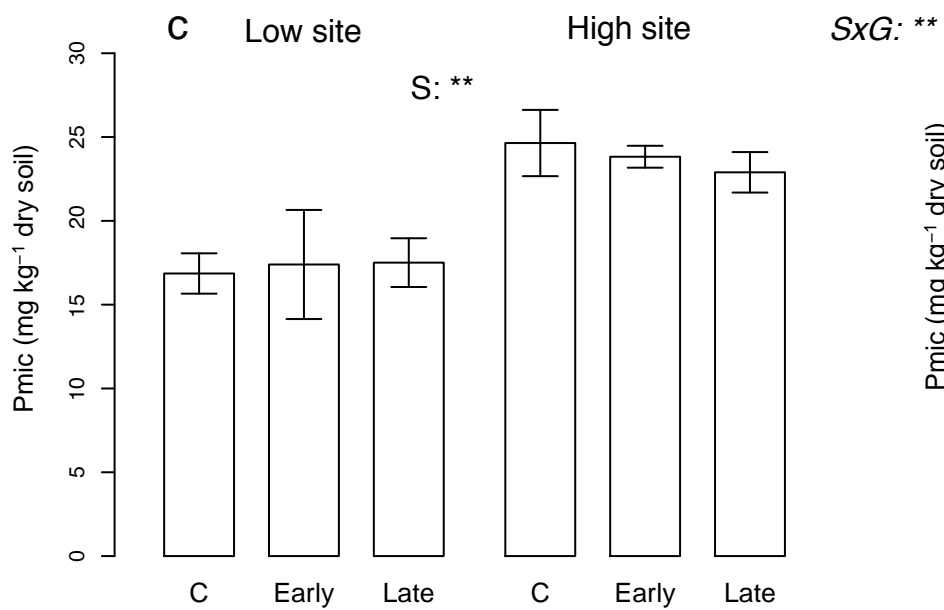 c Low site High site SxG: **
S: **
Pmic (mg kg⁻¹ dry soil)
30
25
20
15
10
5
0
C Early Late C Early Late
Pmic (mg kg⁻¹ dry soil)